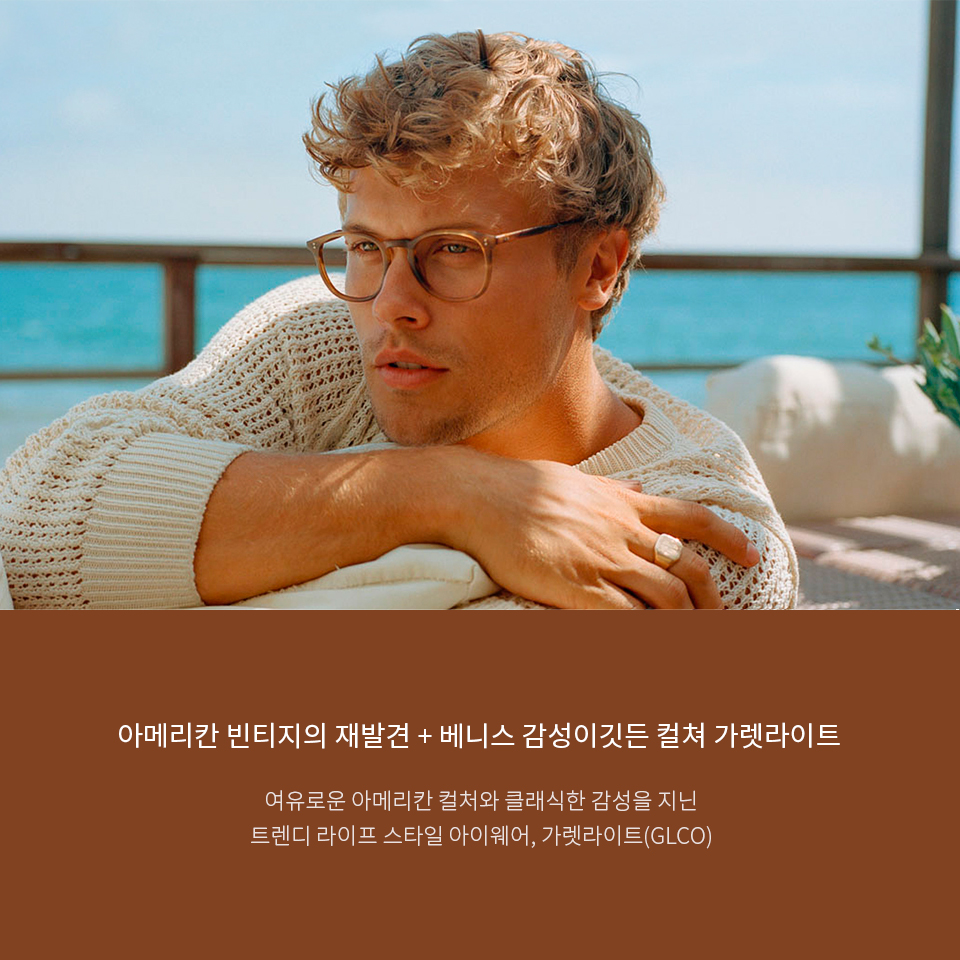 아메리칸 빈티지의 재발견 + 베니스 감성이깃든 컬쳐 가렛라이트
여유로운 아메리칸 컬처와 클래식한 감성을 지닌
트렌디 라이프 스타일 아이웨어, 가렛라이트(GLCO)